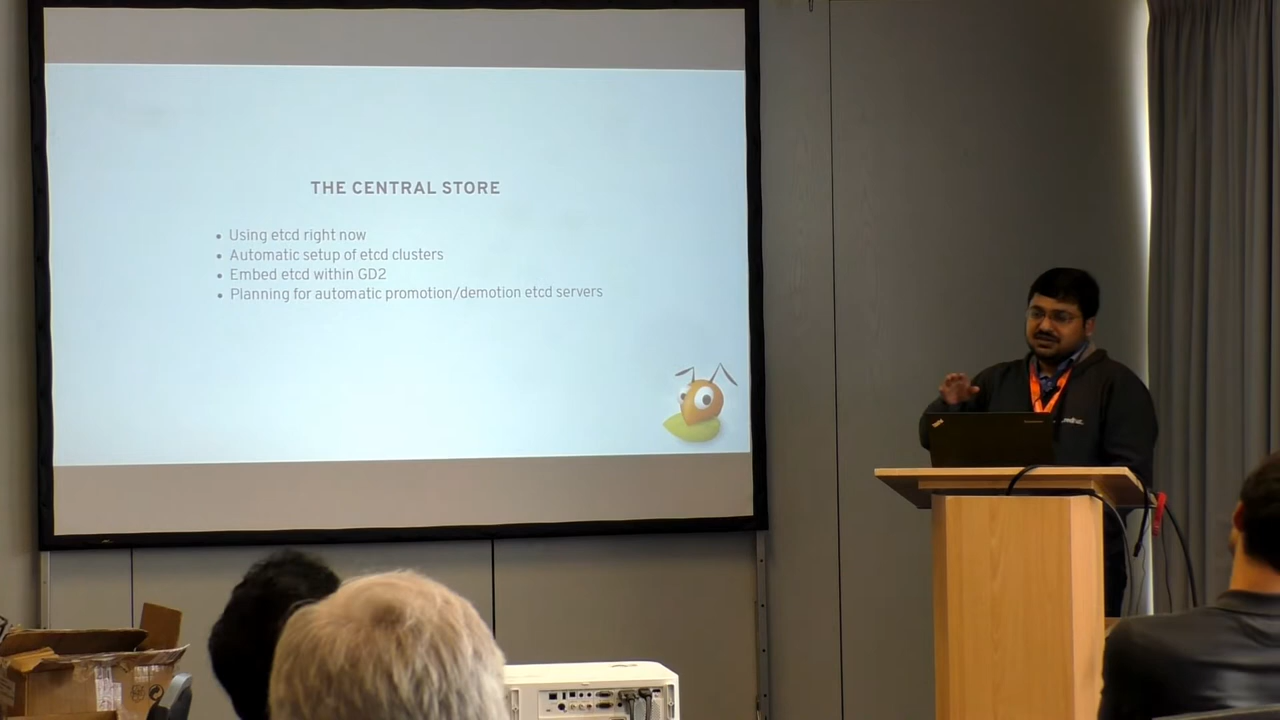 THE CENTRAL STORE
Using etcd right now
Automatic setup of etcd clusters
Embed etcd within GD2
Planning for automatic promotion/demotion etcd servers